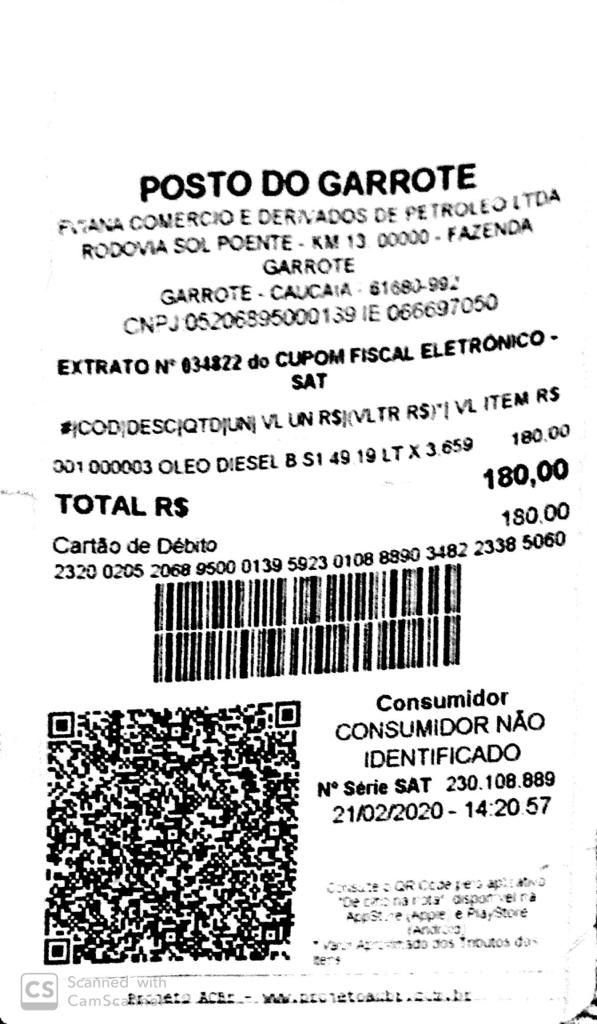 POSTO DO GARROTE
COMERCIO E DERIVADOS DE PETROLEO LTDA
RODOVIA SOL POENTE - KM 13 00000 - FAZENDA
GARROTE
GARROTE - CAUCAIA - 61680-992
CNPJ 05206895000139 IE 066697050
EXTRATO Nº 034822 do CUPOM FISCAL ELETRÔNICO -
SAT
#|COD|DESC|QTD|UN| VL UN R$|(VLTR R$)*| VL ITEM R$
001 000003 OLEO DIESEL B S1 49 19 LT X 3.659 180.00
TOTAL R$ 180,00
Cartão de Débito 180.00
2320 0205 2068 9500 0139 5923 0108 8890 3482 2338 5060
Consumidor
CONSUMIDOR NÃO
IDENTIFICADO
Nº Série SAT 230.108.889
21/02/2020 - 14:20:57
Consulte o QR Code pelo aplicativo
"De olho na nota" disponível na
AppStore (Apple) e PlayStore
(Android)
* Valor Aproximado dos Tributos dos
Itens
Projeto ACBr - www.projetoacbr.com.br
CS Scanned with
CamScanner